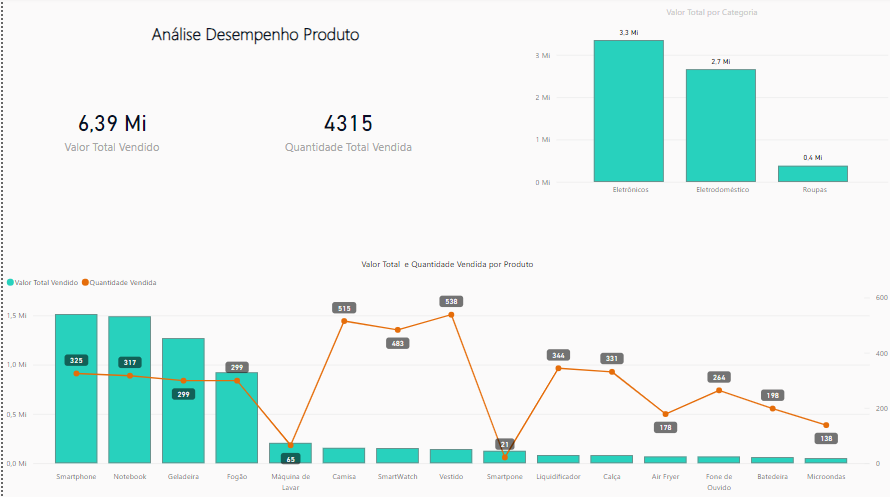 Análise Desempenho Produto
6,39 Mi
Valor Total Vendido
4315
Quantidade Total Vendida
Valor Total por Categoria
3 Mi
2 Mi
1 Mi
0 Mi
3.3 Mi
2.7 Mi
0.4 Mi
Eletrônicos
Eletrodoméstico
Roupas
Valor Total e Quantidade Vendida por Produto
Valor Total Vendido
Quantidade Vendida
1,5 Mi
1,0 Mi
0,5 Mi
0,0 Mi
600
400
200
0
325
317
299
299
65
515
483
538
21
344
331
178
264
198
138
Smartphone
Notebook
Geladeira
Fogão
Máquina de
Lavar
Camisa
SmartWatch
Vestido
Smartpone
Liquidificador
Calça
Air Fryer
Fone de
Ouvido
Batedeira
Microondas